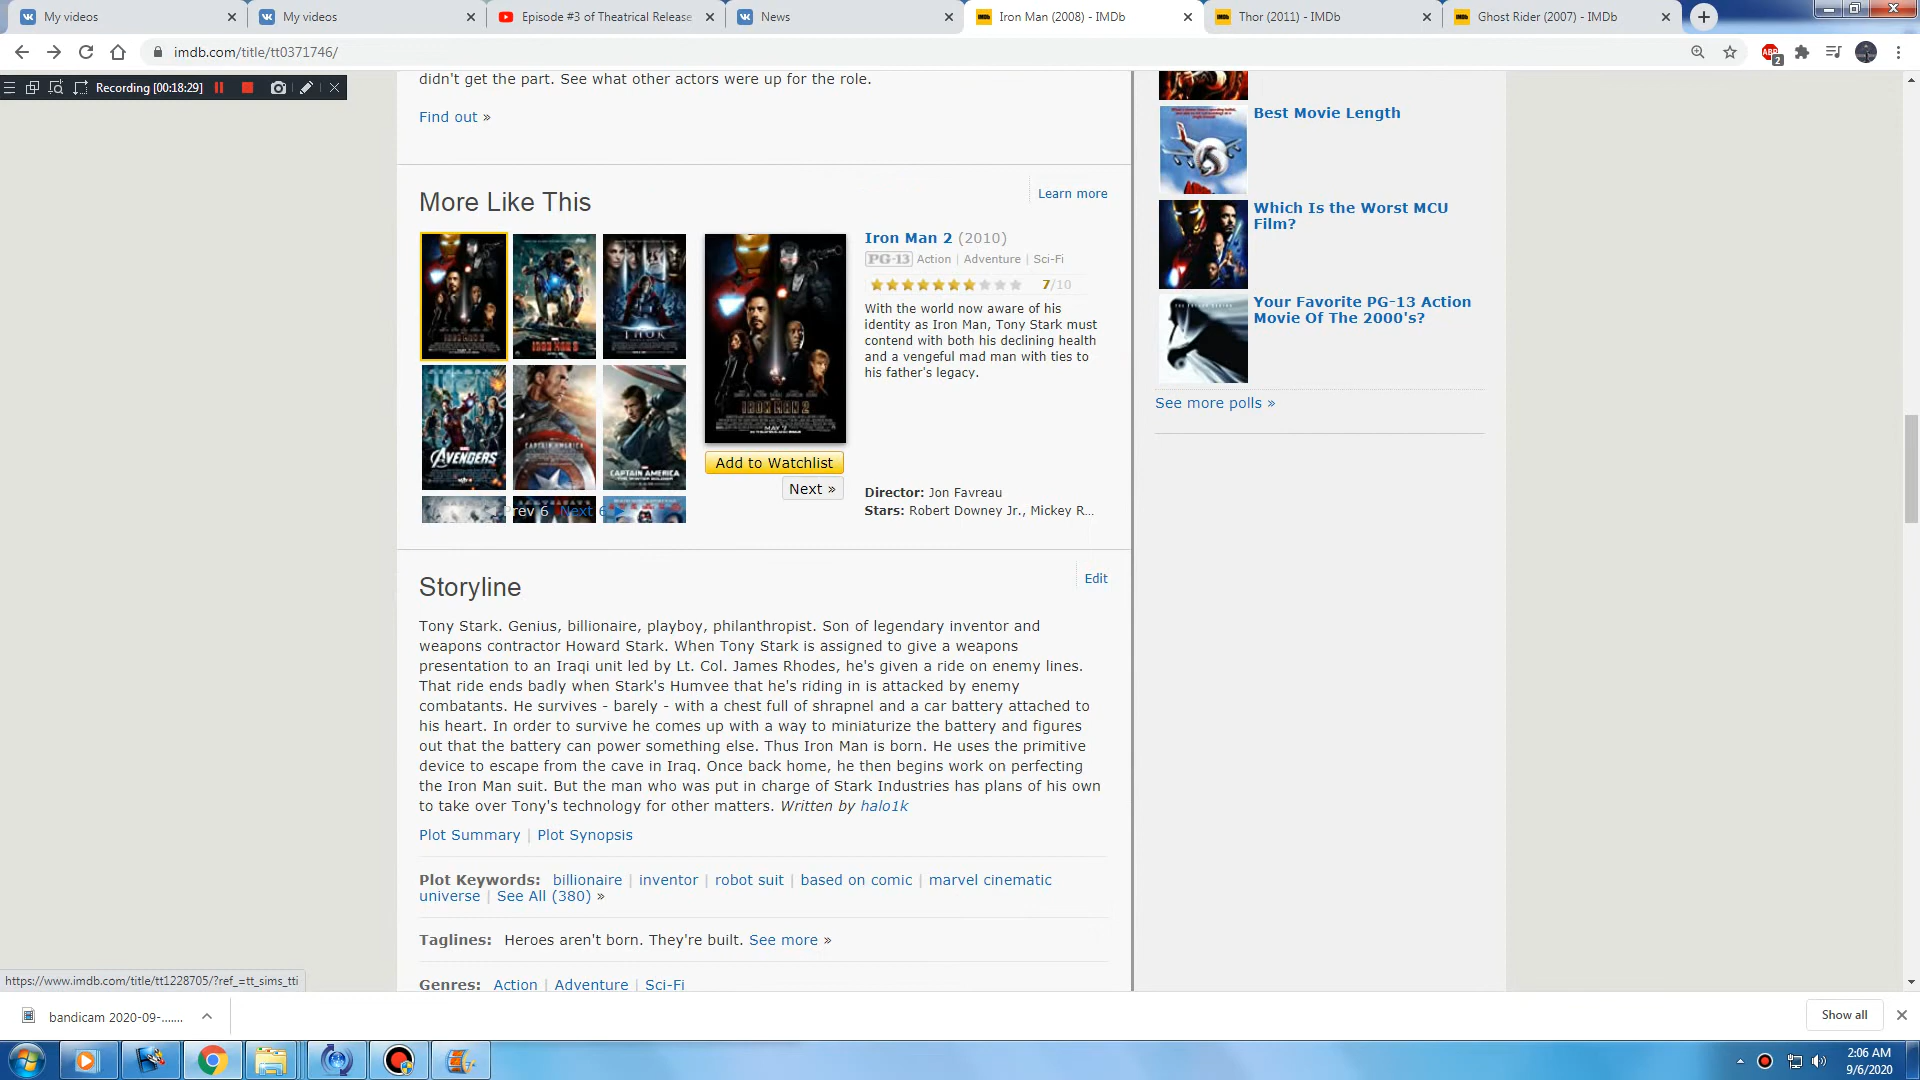 My videos
My videos
Episode #3 of Theatrical Release
News
Iron Man (2008) - IMDb
Thor (2011) - IMDb
Ghost Rider (2007) - IMDb
imdb.com/title/tt0371746/
ABP
2
Recording [00:18:29]
didn't get the part. See what other actors were up for the role.
Find out »
More Like This
Learn more
THOR
AVENGERS
CAPTAIN AMERICA
CAPTAIN AMERICA
Prev 6 Next 6
IRON MAN 2
MAY 7
Add to Watchlist
Next »
Iron Man 2 (2010)
PG-13 Action | Adventure | Sci-Fi
7/10
With the world now aware of his
identity as Iron Man, Tony Stark must
contend with both his declining health
and a vengeful mad man with ties to
his father's legacy.
Director: Jon Favreau
Stars: Robert Downey Jr., Mickey R...
Best Movie Length
Which Is the Worst MCU
Film?
Your Favorite PG-13 Action
Movie Of The 2000's?
See more polls »
Storyline
Edit
Tony Stark. Genius, billionaire, playboy, philanthropist. Son of legendary inventor and
weapons contractor Howard Stark. When Tony Stark is assigned to give a weapons
presentation to an Iraqi unit led by Lt. Col. James Rhodes, he's given a ride on enemy lines.
That ride ends badly when Stark's Humvee that he's riding in is attacked by enemy
combatants. He survives - barely - with a chest full of shrapnel and a car battery attached to
his heart. In order to survive he comes up with a way to miniaturize the battery and figures
out that the battery can power something else. Thus Iron Man is born. He uses the primitive
device to escape from the cave in Iraq. Once back home, he then begins work on perfecting
the Iron Man suit. But the man who was put in charge of Stark Industries has plans of his own
to take over Tony's technology for other matters. Written by halo1k
Plot Summary | Plot Synopsis
Plot Keywords: billionaire | inventor | robot suit | based on comic | marvel cinematic
universe | See All (380) »
Taglines: Heroes aren't born. They're built. See more »
Genres: Action | Adventure | Sci-Fi
https://www.imdb.com/title/tt1228705/?ref_=tt_sims_tti
bandicam 2020-09-.......
Show all
2:06 AM
9/6/2020